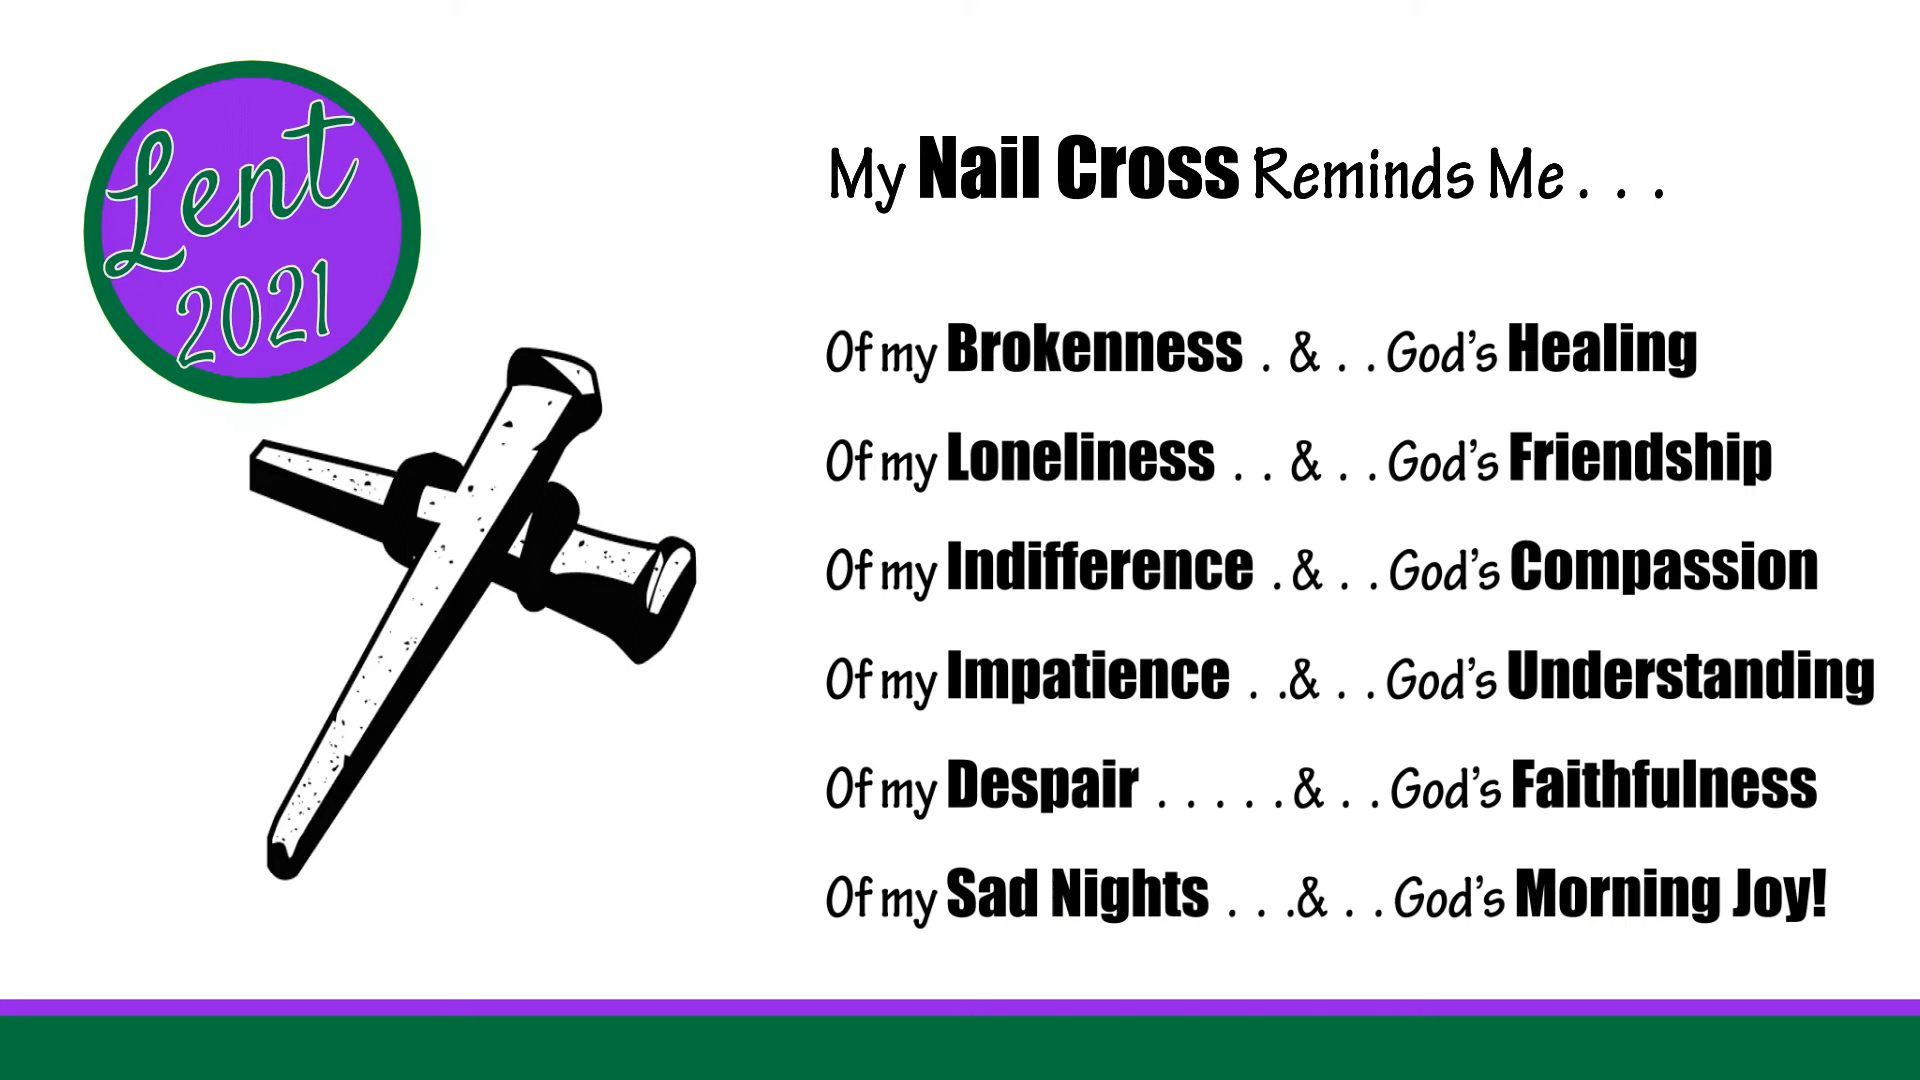 Lent
2021
My Nail Cross Reminds Me . . .
Of my Brokenness . & . . God's Healing
Of my Loneliness . . & . . God's Friendship
Of my Indifference . & . . God's Compassion
Of my Impatience . .& . . God's Understanding
Of my Despair . . . . . & . . God's Faithfulness
Of my Sad Nights . . .& . . God's Morning Joy!